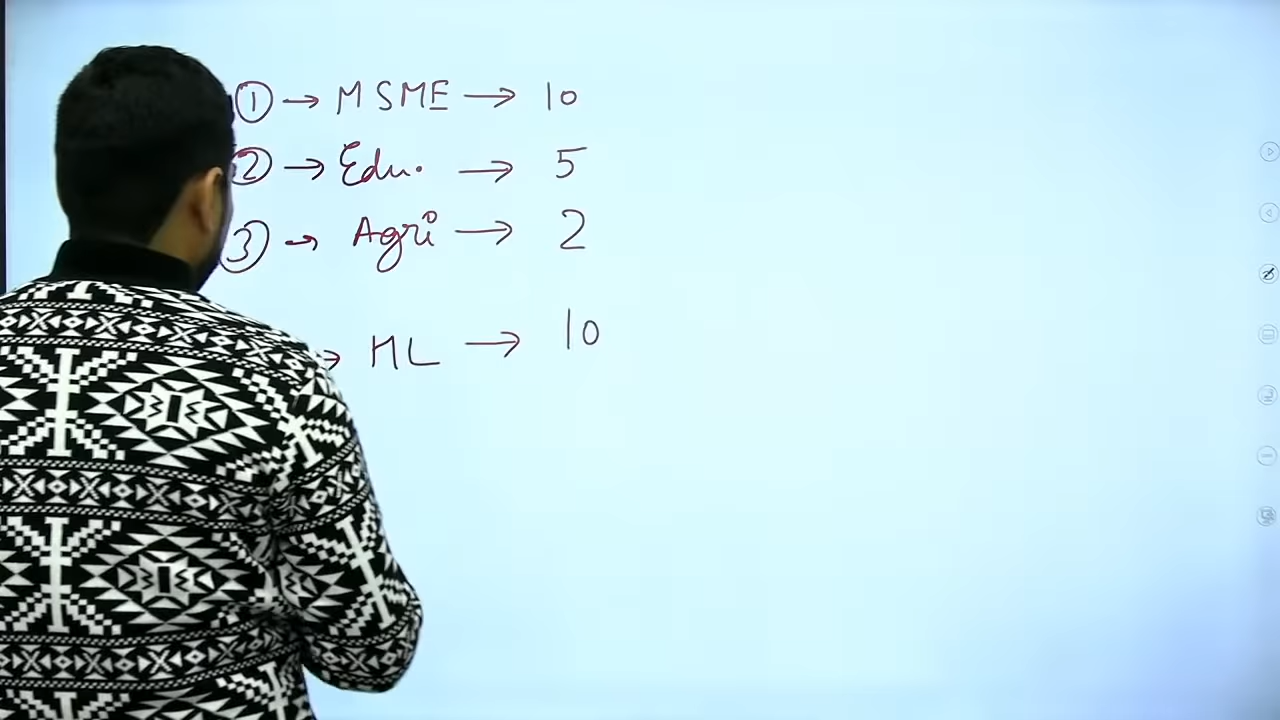 ① → MSME → 10
② → Edu. → 5
③ → Agri → 2
→ ML → 10